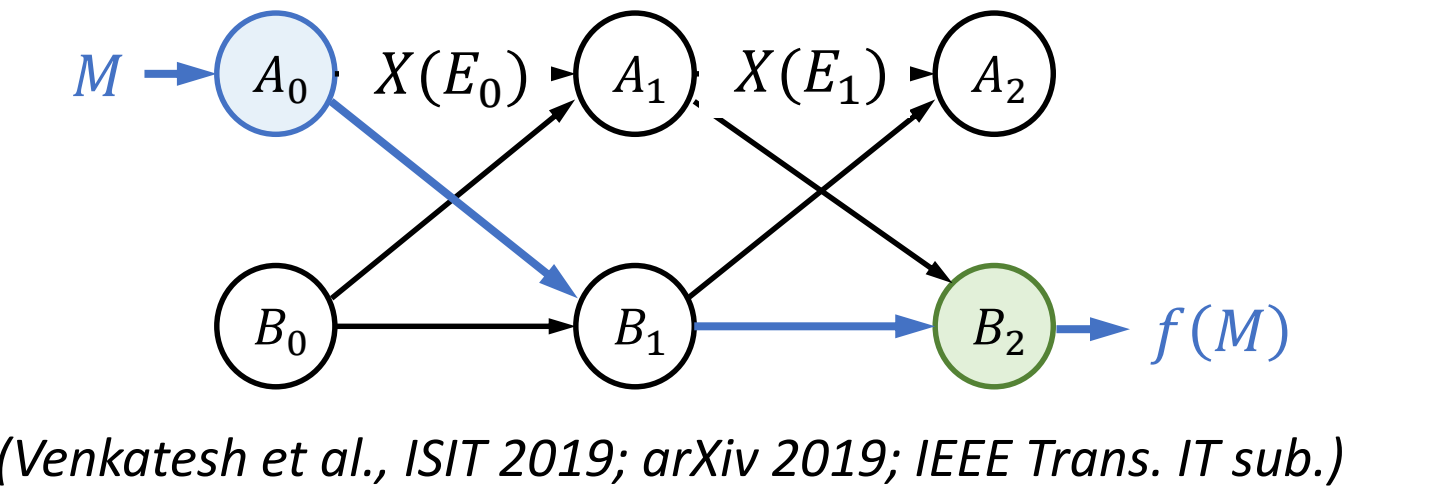 M A₀ X(E₀) A₁ X(E₁) A₂
B₀ B₁ B₂ f(M)
(Venkatesh et al., ISIT 2019; arXiv 2019; IEEE Trans. IT sub.)